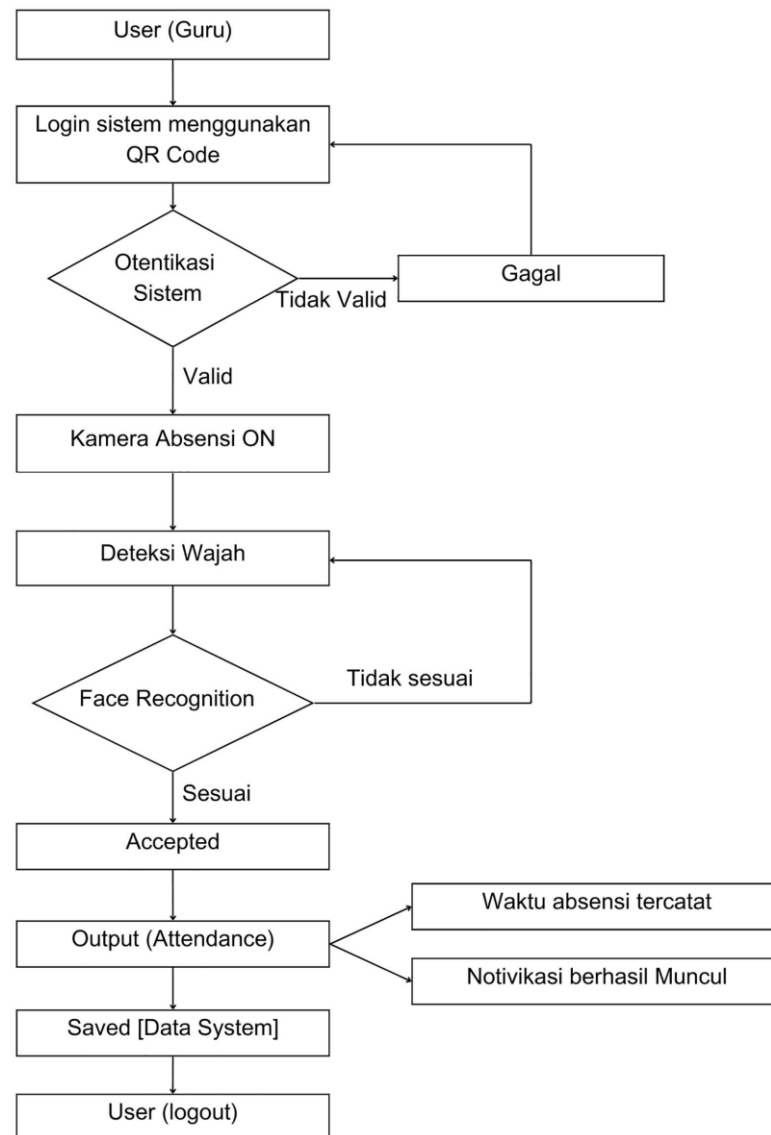 User (Guru)
Login sistem menggunakan
QR Code
Otentikasi
Sistem
Tidak Valid
Gagal
Valid
Kamera Absensi ON
Deteksi Wajah
Face Recognition
Tidak sesuai
Sesuai
Accepted
Output (Attendance)
Waktu absensi tercatat
Notivikasi berhasil Muncul
Saved [Data System]
User (logout)